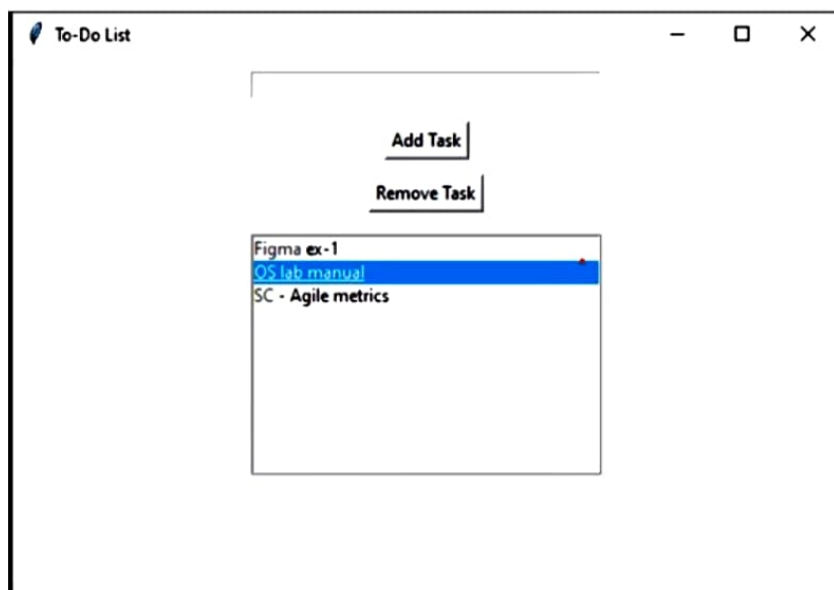 To-Do List
Add Task
Remove Task
Figma ex-1
OS lab manual
SC - Agile metrics